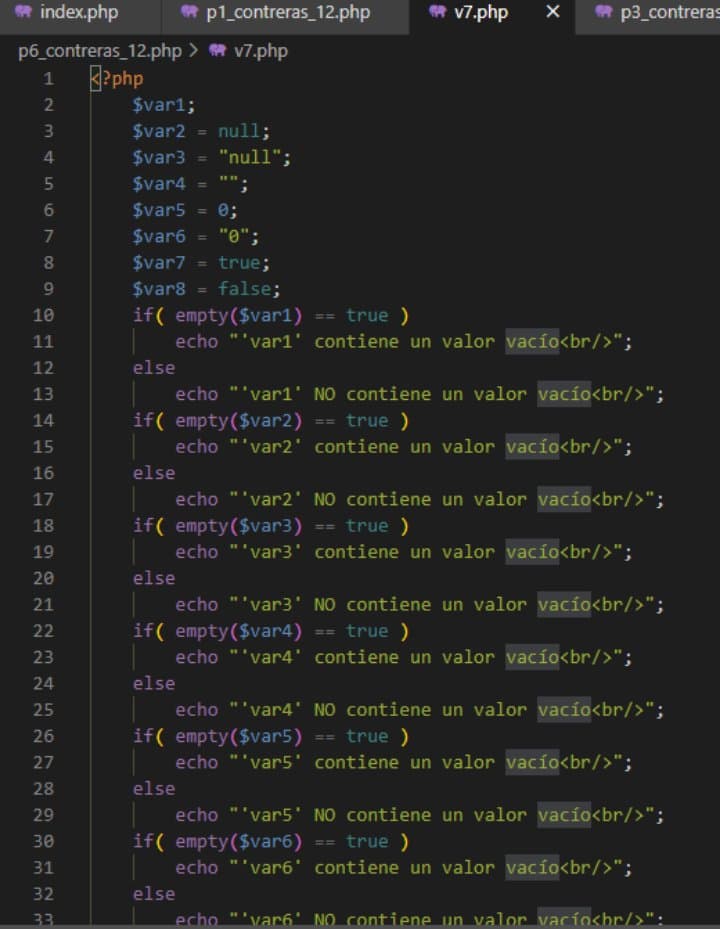 index.php p1_contreras_12.php v7.php × p3_contreras
p6_contreras_12.php > v7.php
1 <?php
2 $var1;
3 $var2 = null;
4 $var3 = "null";
5 $var4 = "";
6 $var5 = 0;
7 $var6 = "0";
8 $var7 = true;
9 $var8 = false;
10 if( empty($var1) == true )
11 echo "'var1' contiene un valor vacío<br/>";
12 else
13 echo "'var1' NO contiene un valor vacío<br/>";
14 if( empty($var2) == true )
15 echo "'var2' contiene un valor vacío<br/>";
16 else
17 echo "'var2' NO contiene un valor vacío<br/>";
18 if( empty($var3) == true )
19 echo "'var3' contiene un valor vacío<br/>";
20 else
21 echo "'var3' NO contiene un valor vacío<br/>";
22 if( empty($var4) == true )
23 echo "'var4' contiene un valor vacío<br/>";
24 else
25 echo "'var4' NO contiene un valor vacío<br/>";
26 if( empty($var5) == true )
27 echo "'var5' contiene un valor vacío<br/>";
28 else
29 echo "'var5' NO contiene un valor vacío<br/>";
30 if( empty($var6) == true )
31 echo "'var6' contiene un valor vacío<br/>";
32 else
33 echo "'var6' NO contiene un valor vacío<br/>";